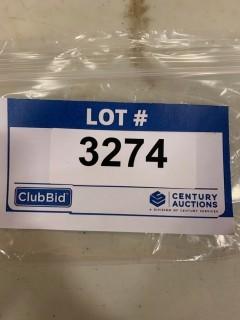 LOT #
3274
ClubBid
CENTURY
AUCTIONS
A DIVISION OF CENTURY SERVICES